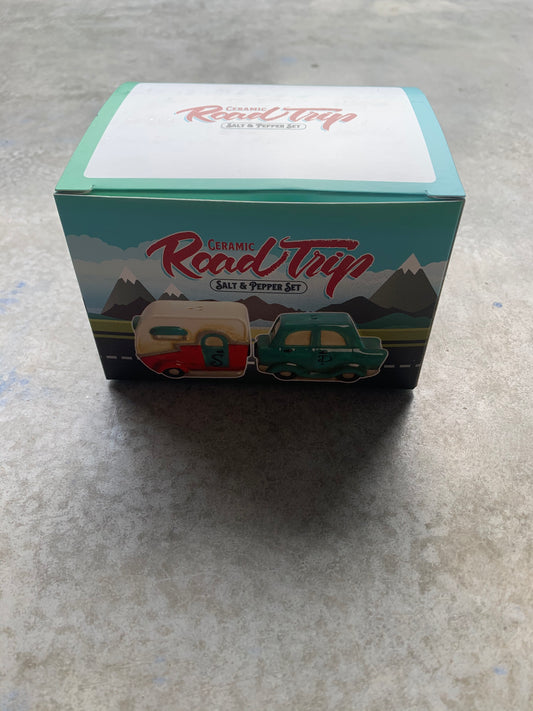 CERAMIC
Road Trip
SALT & PEPPER SET
CERAMIC
Road Trip
SALT & PEPPER SET
S
P